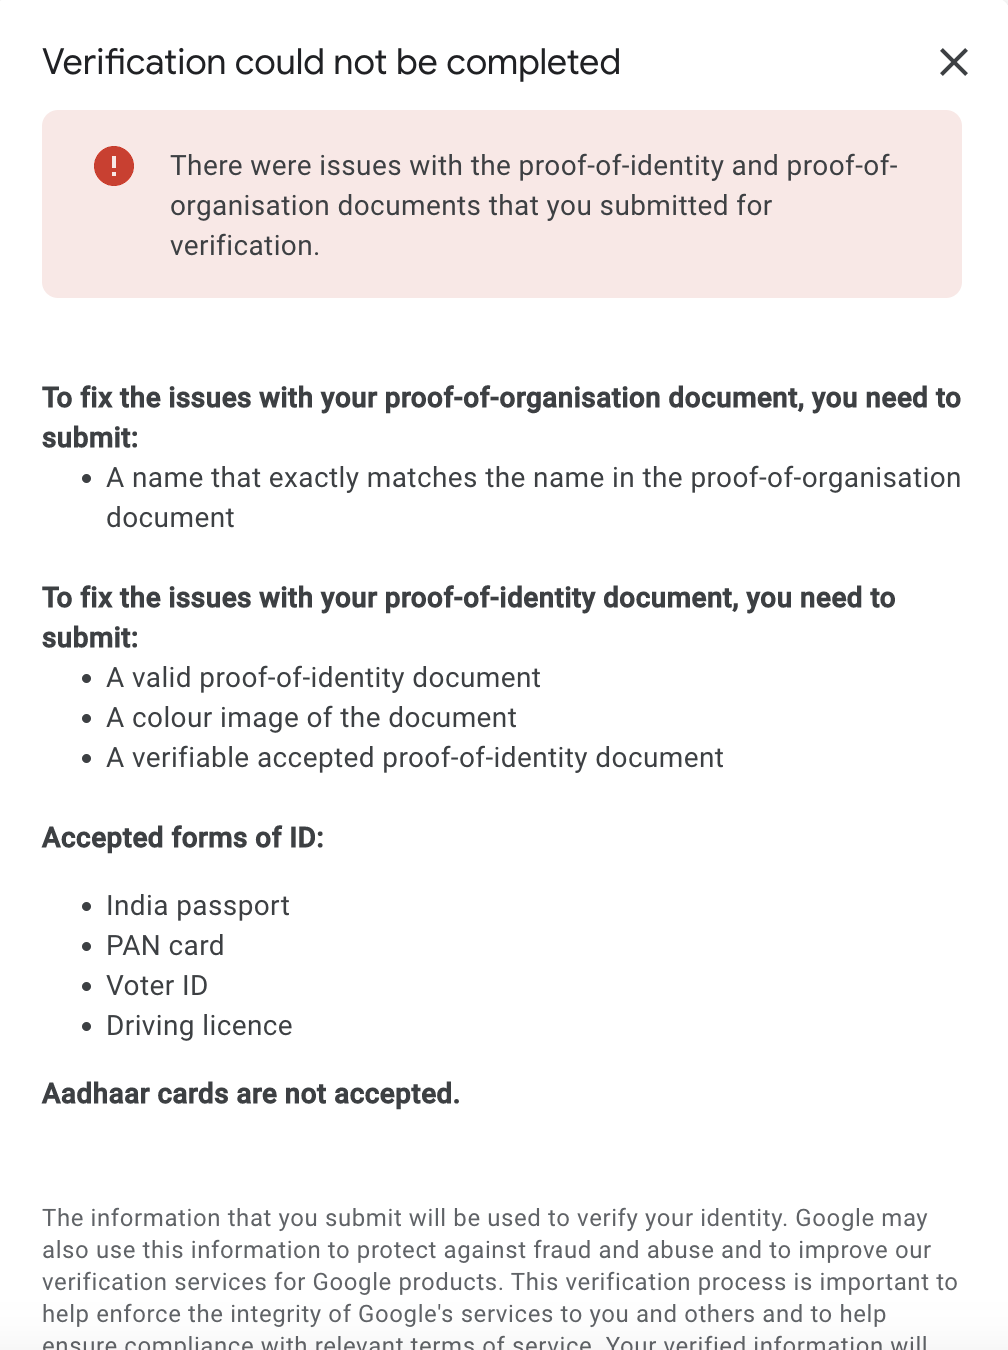 Verification could not be completed
There were issues with the proof-of-identity and proof-of-
organisation documents that you submitted for
verification.
To fix the issues with your proof-of-organisation document, you need to
submit:
• A name that exactly matches the name in the proof-of-organisation
document
To fix the issues with your proof-of-identity document, you need to
submit:
• A valid proof-of-identity document
• A colour image of the document
• A verifiable accepted proof-of-identity document
Accepted forms of ID:
• India passport
• PAN card
• Voter ID
• Driving licence
Aadhaar cards are not accepted.
The information that you submit will be used to verify your identity. Google may
also use this information to protect against fraud and abuse and to improve our
verification services for Google products. This verification process is important to
help enforce the integrity of Google's services to you and others and to help
ensure compliance with relevant terms of service. Your verified information will